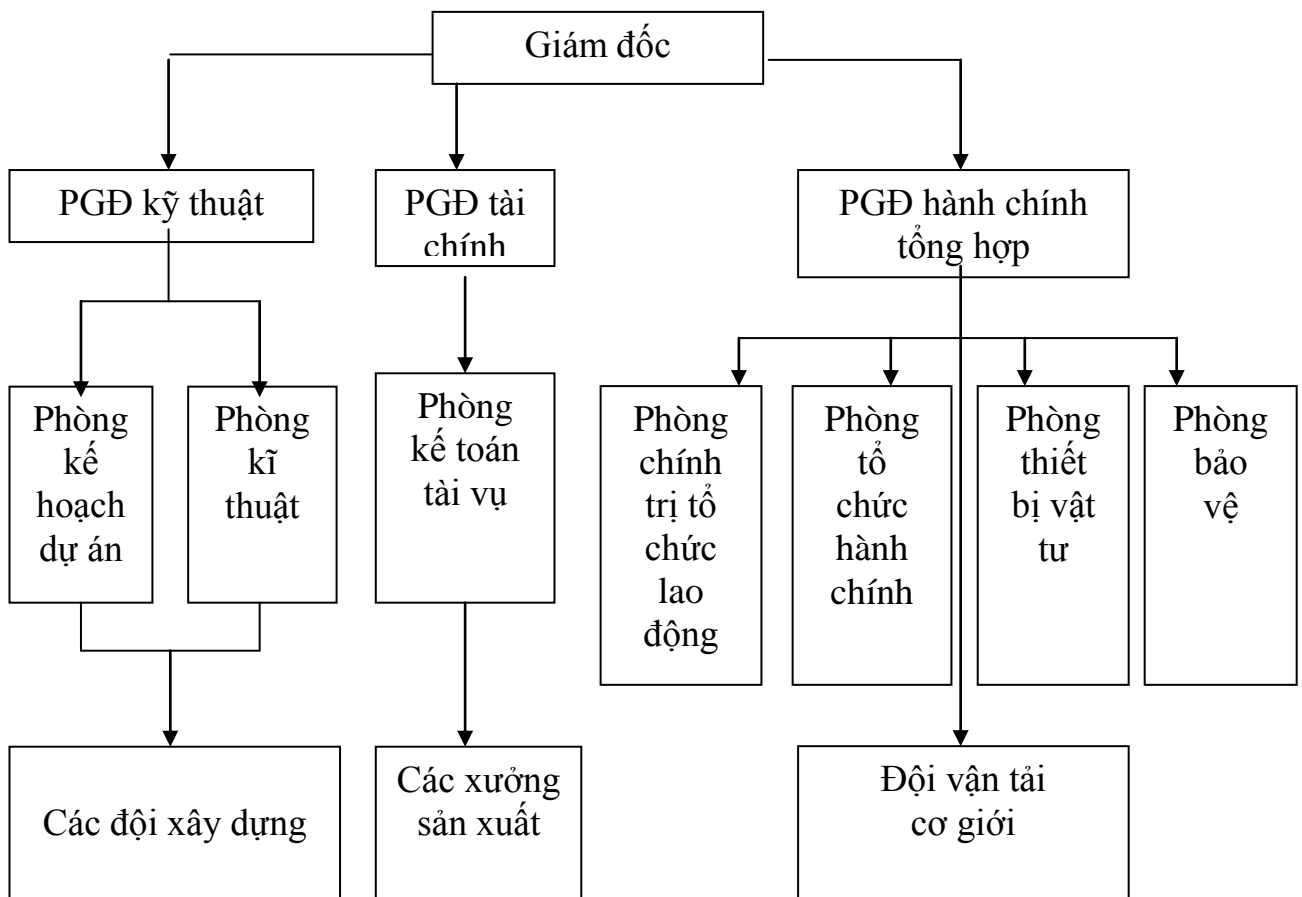 Giám đốc
PGĐ kỹ thuật
PGĐ tài
chính
PGĐ hành chính
tổng hợp
Phòng
kế
hoạch
dự án
Phòng
kĩ
thuật
Phòng
kế toán
tài vụ
Phòng
chính
trị tổ
chức
lao
động
Phòng
tổ
chức
hành
chính
Phòng
thiết
bị vật
tư
Phòng
bảo
vệ
Các đội xây dựng
Các xưởng
sản xuất
Đội vận tải
cơ giới